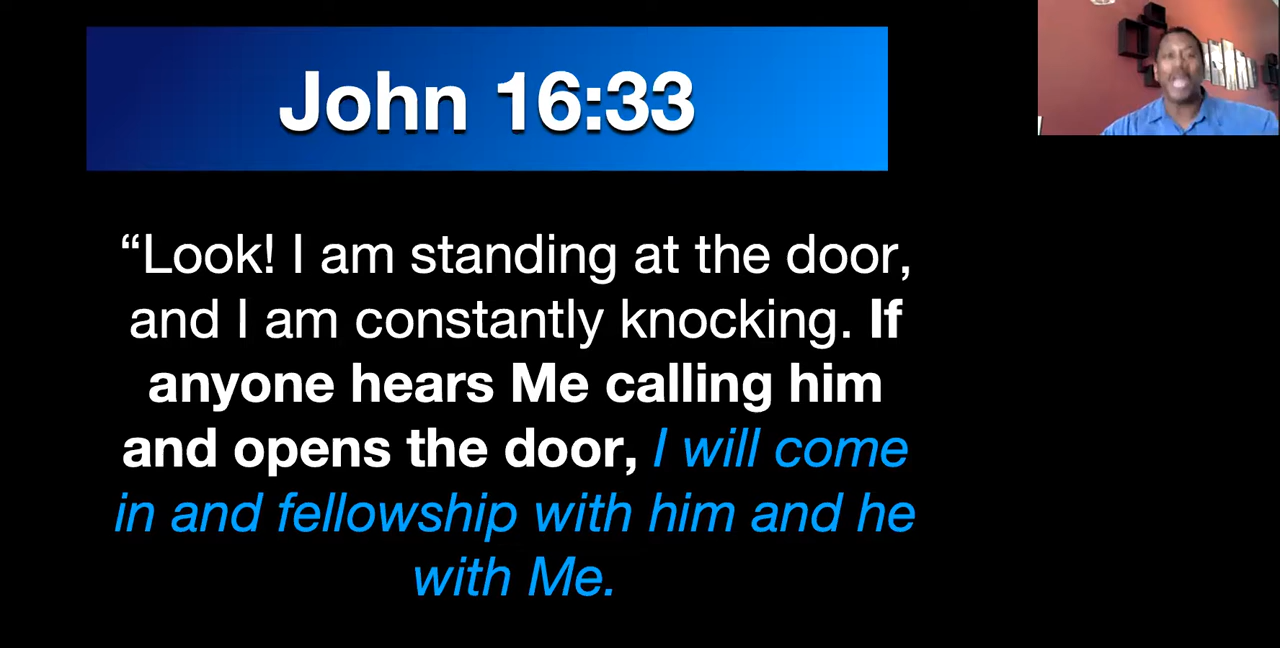 John 16:33
“Look! I am standing at the door,
and I am constantly knocking. If
anyone hears Me calling him
and opens the door, I will come
in and fellowship with him and he
with Me.